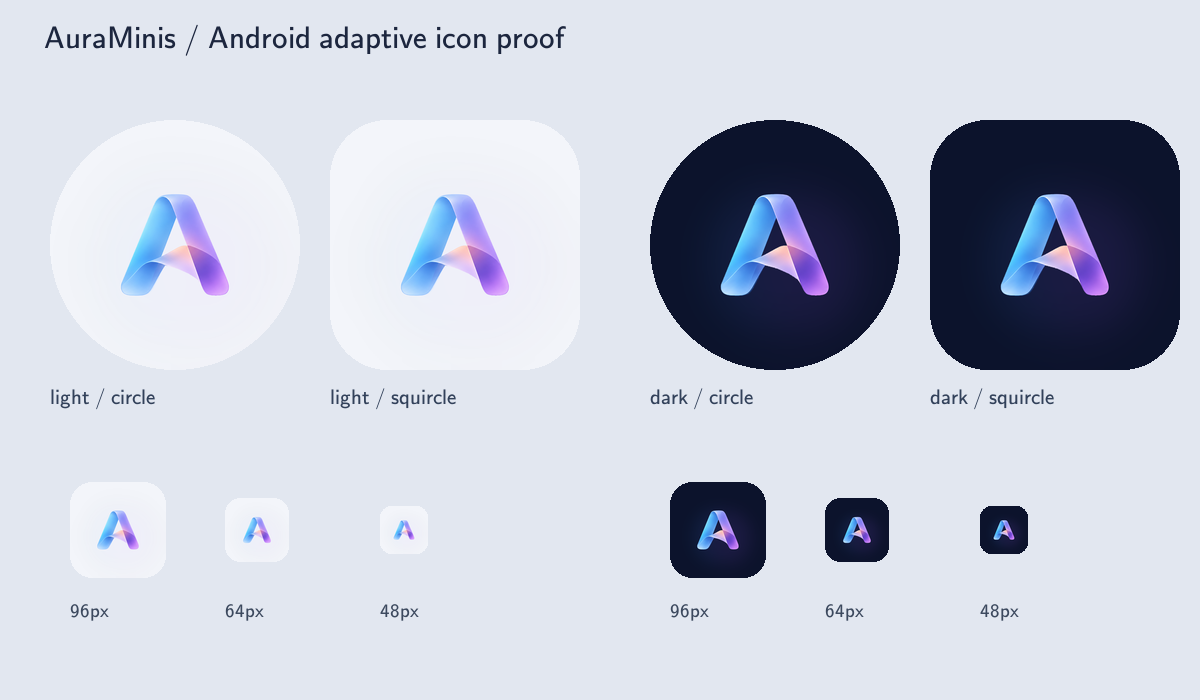 AuraMinis / Android adaptive icon proof
light / circle
light / squircle
dark / circle
dark / squircle
96px
64px
48px
96px
64px
48px